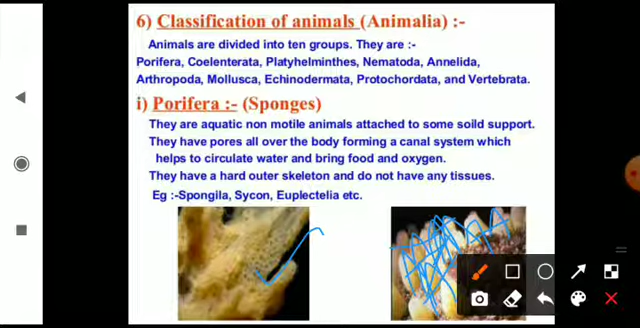 6) Classification of animals (Animalia) :-
Animals are divided into ten groups. They are :-
Porifera, Coelenterata, Platyhelminthes, Nematoda, Annelida,
Arthropoda, Mollusca, Echinodermata, Protochordata, and Vertebrata.
i) Porifera :- (Sponges)
They are aquatic non motile animals attached to some soild support.
They have pores all over the body forming a canal system which
helps to circulate water and bring food and oxygen.
They have a hard outer skeleton and do not have any tissues.
Eg :-Spongila, Sycon, Euplectelia etc.